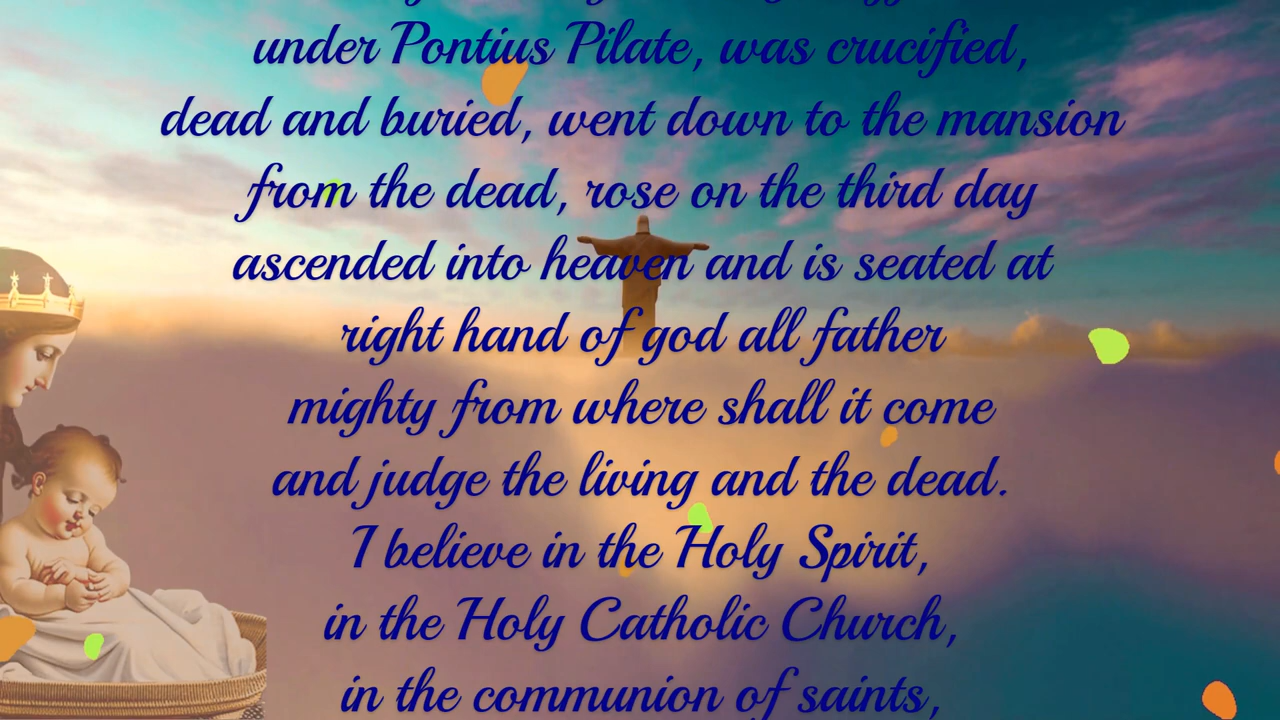 under Pontius Pilate, was crucified,
dead and buried, went down to the mansion
from the dead, rose on the third day
ascended into heaven and is seated at
right hand of god all father
mighty from where shall it come
and judge the living and the dead.
I believe in the Holy Spirit,
in the Holy Catholic Church,
in the communion of saints,